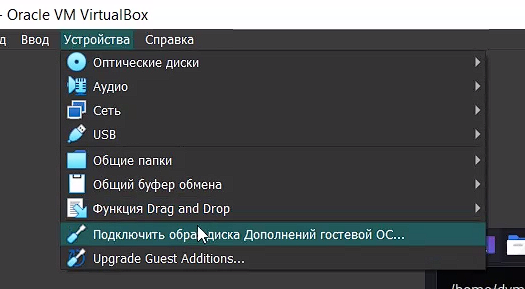 - Oracle VM VirtualBox
д Ввод Устройства Справка
Оптические диски
Аудио
Сеть
USB
Общие папки
Общий буфер обмена
Функция Drag and Drop
Подключить образ диска Дополнений гостевой ОС...
Upgrade Guest Additions...